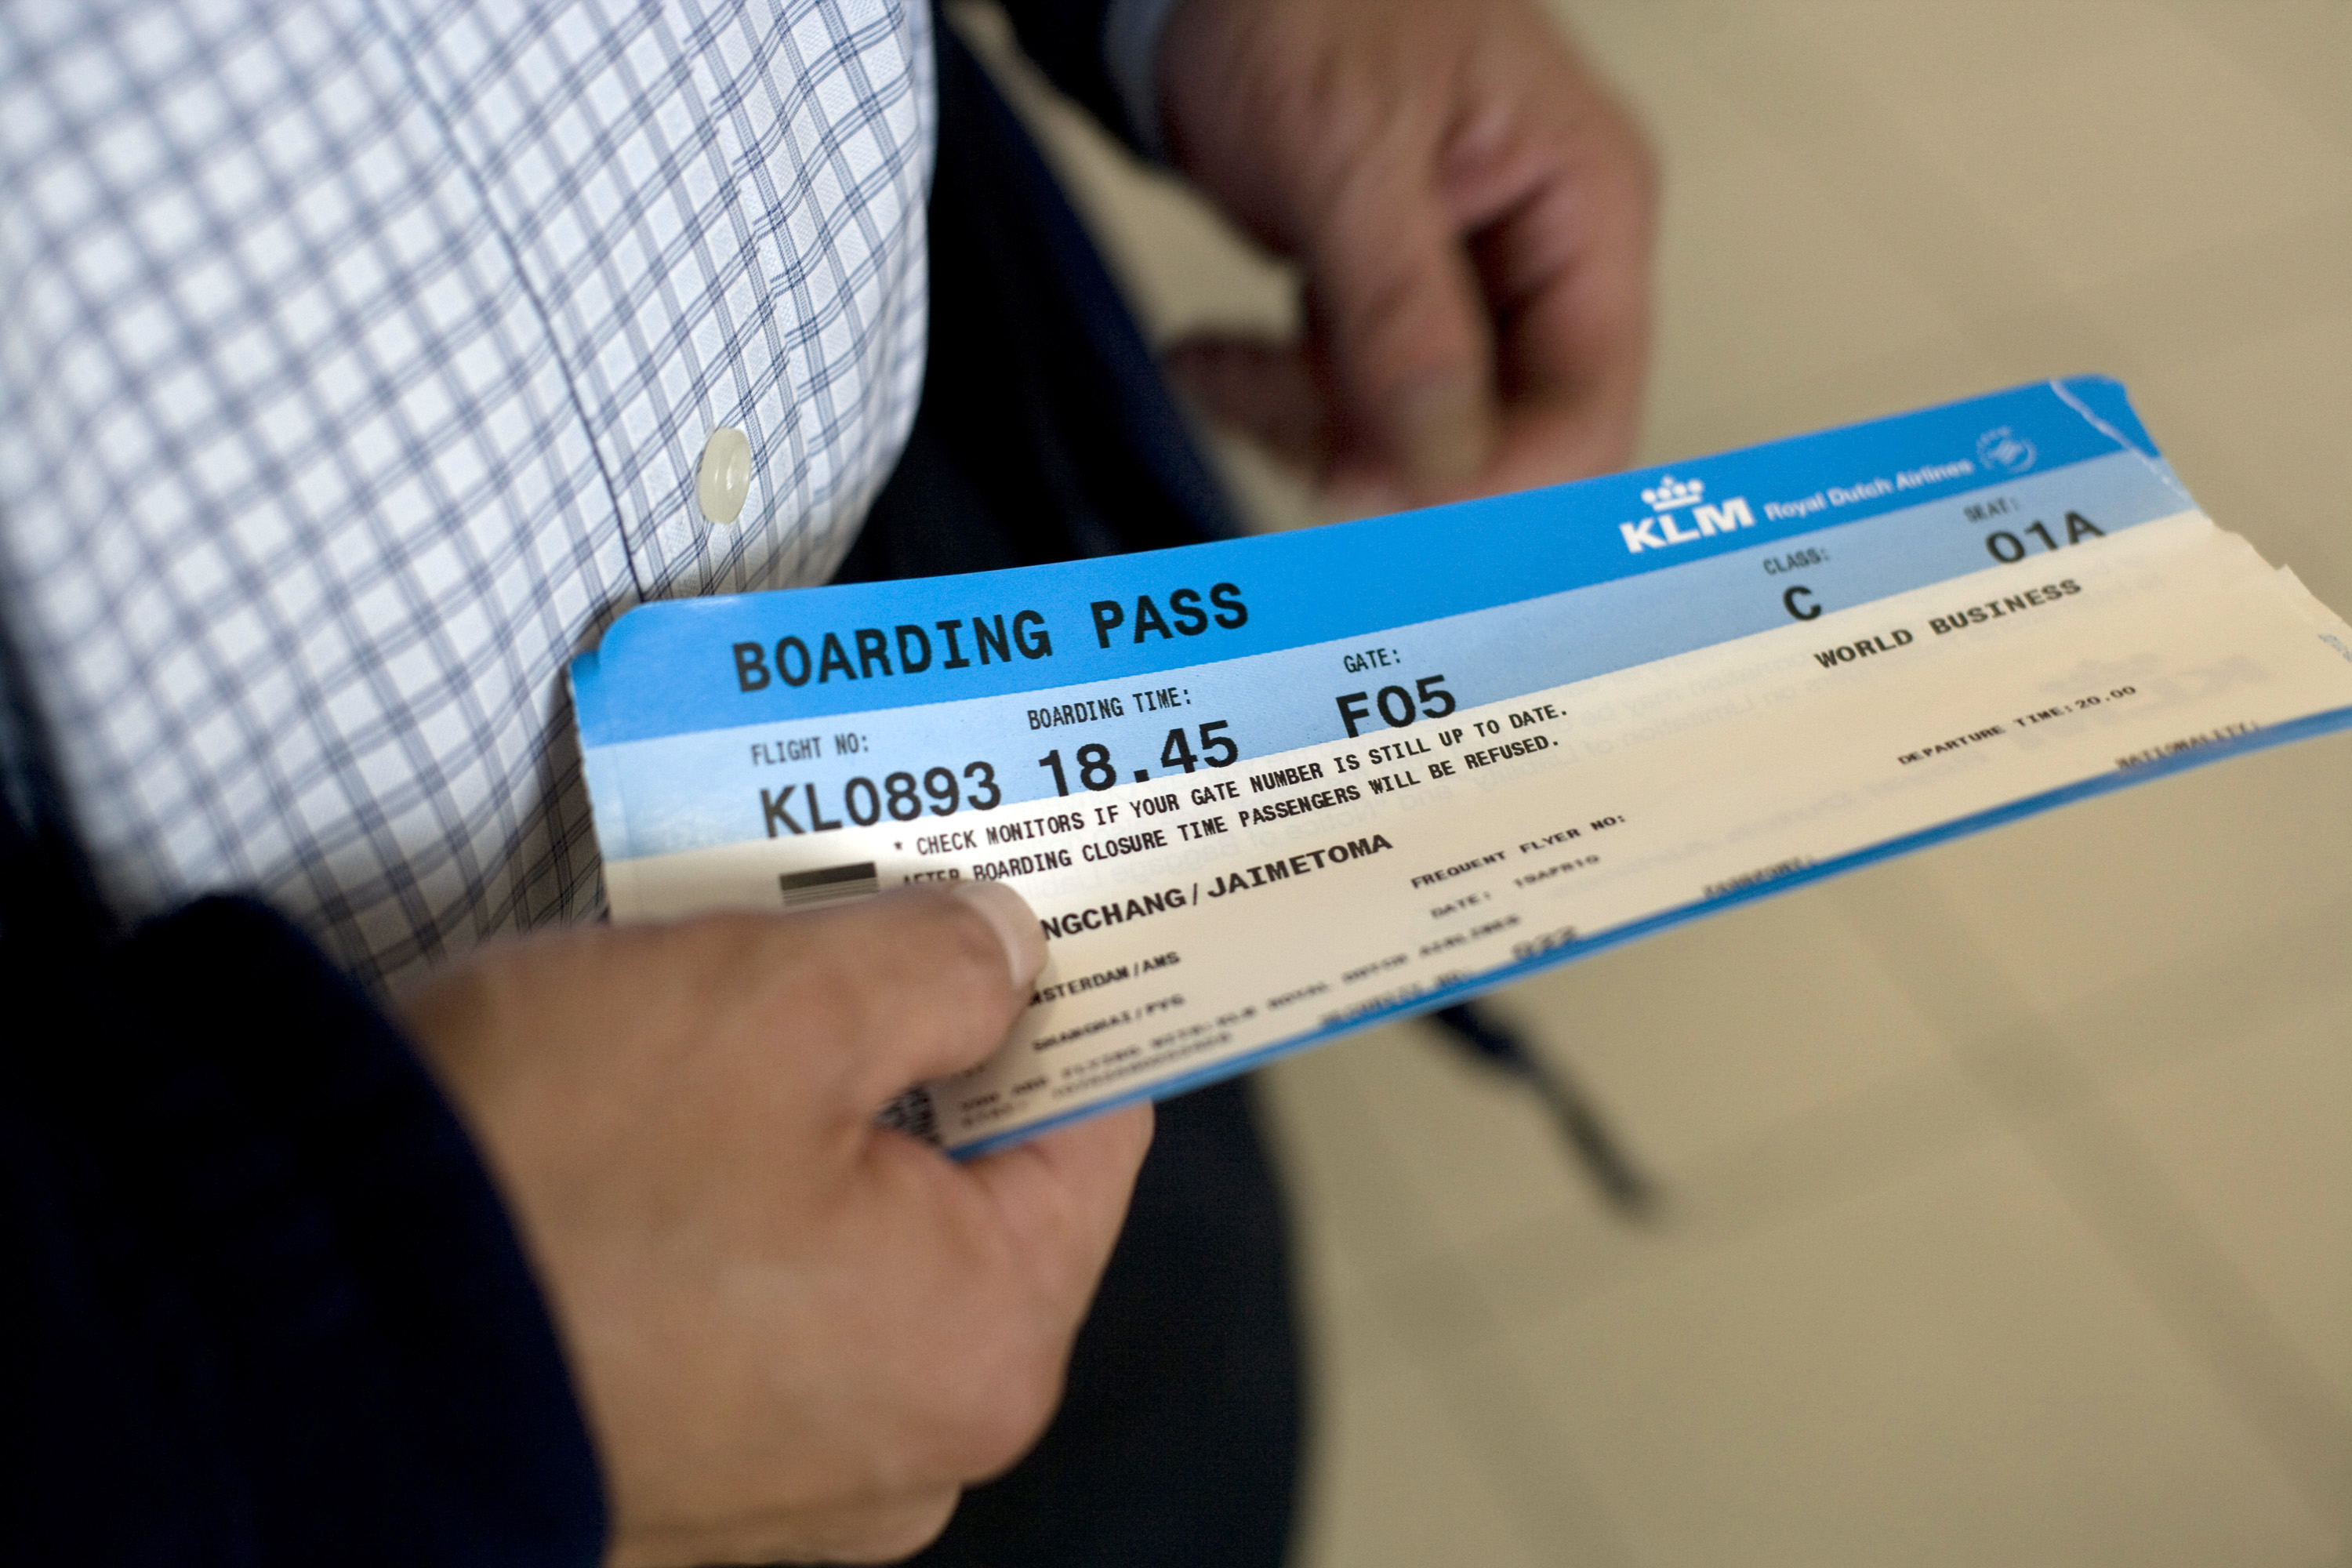 KLM Royal Dutch Airlines
BOARDING PASS
FLIGHT NO: BOARDING TIME: GATE: CLASS: SEAT:
KL0893 18.45 F05 C 01A
* CHECK MONITORS IF YOUR GATE NUMBER IS STILL UP TO DATE.
AFTER BOARDING CLOSURE TIME PASSENGERS WILL BE REFUSED.
WORLD BUSINESS
NGCHANG/JAIMETOMA
FREQUENT FLYER NO:
DEPARTURE TIME:20.00
MSTERDAM/AMS
DATE: 19APR10
NATIONALITY:
SHANGHAI/PVG
PASSPORT: